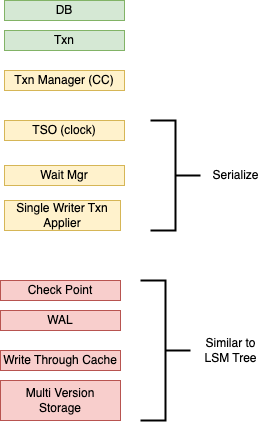 DB
Txn
Txn Manager (CC)
TSO (clock)
Wait Mgr
Serialize
Single Writer Txn
Applier
Check Point
WAL
Similar to
LSM Tree
Write Through Cache
Multi Version
Storage